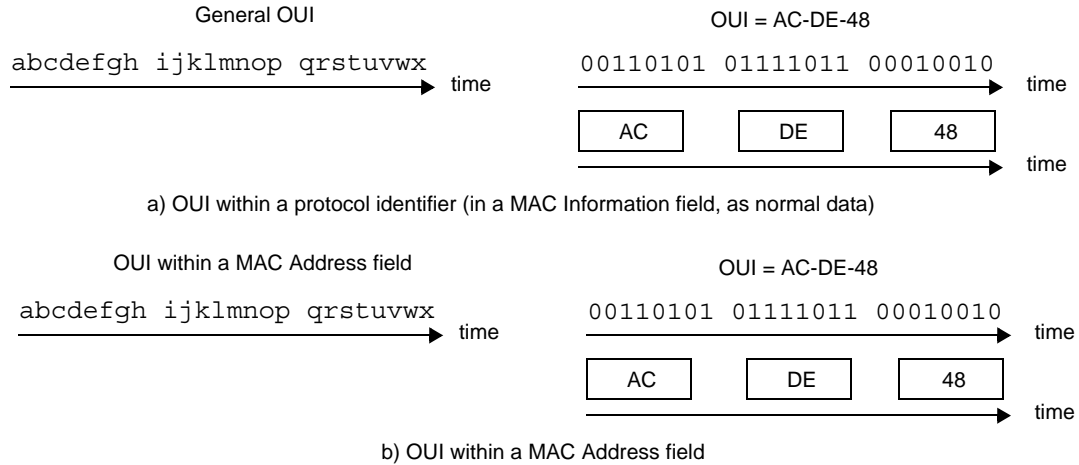 General OUI
OUI = AC-DE-48
abcdefgh ijklmnop qrstuvwx
time
00110101 01111011 00010010
time
AC DE 48
time
a) OUI within a protocol identifier (in a MAC Information field, as normal data)
OUI within a MAC Address field
OUI = AC-DE-48
abcdefgh ijklmnop qrstuvwx
time
00110101 01111011 00010010
time
AC DE 48
time
b) OUI within a MAC Address field